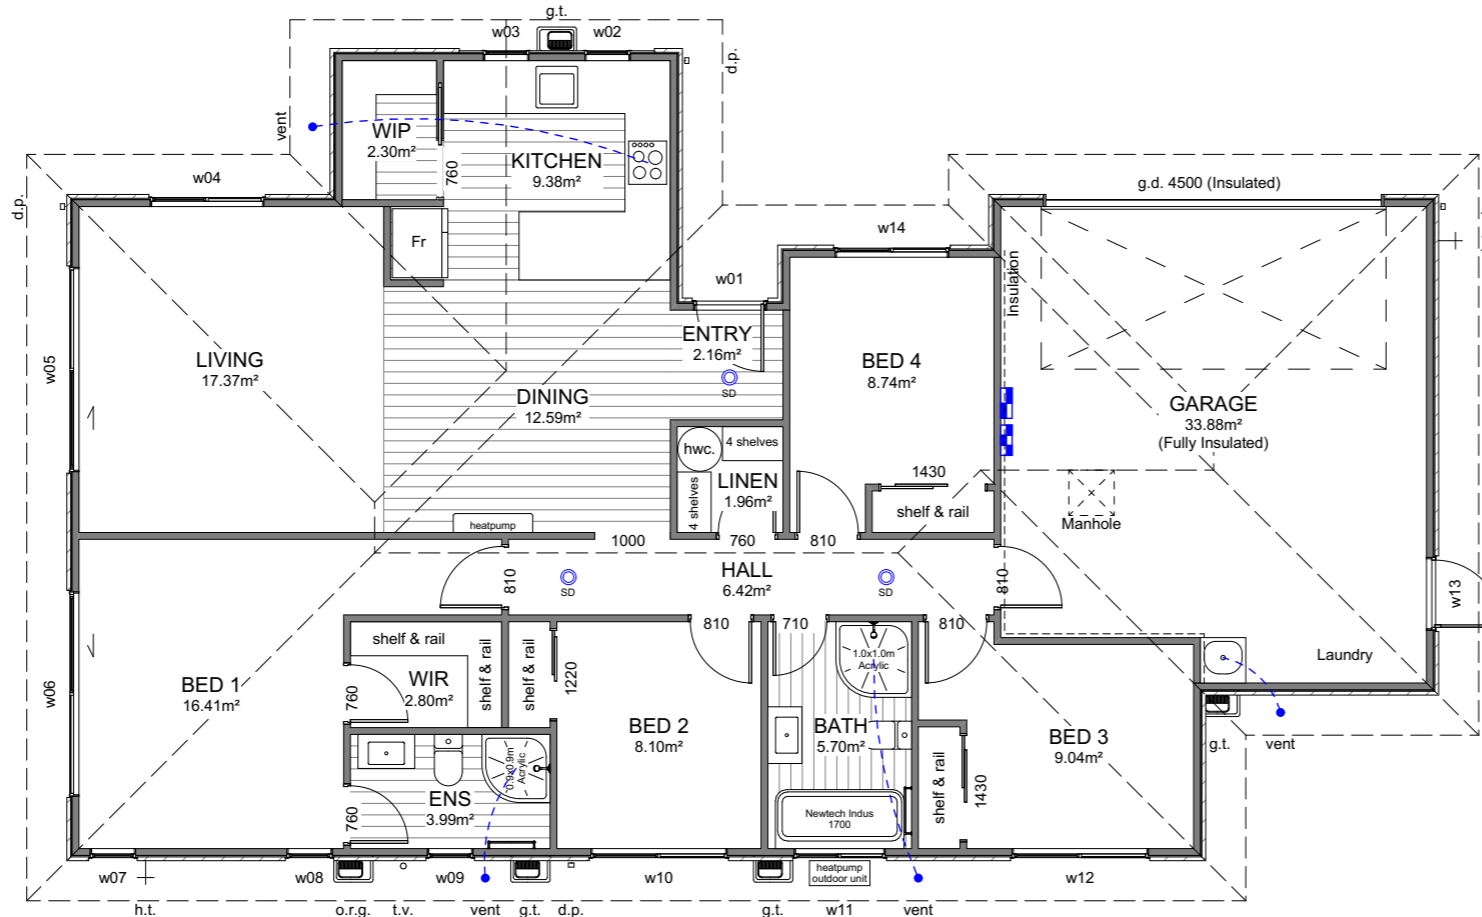 g.t.
w03
w02
d.p.
vent
WIP
2.30m²
760
KITCHEN
9.38m²
w04
d.p.
g.d. 4500 (Insulated)
Fr
w14
w01
Insulation
ENTRY
2.16m²
SD
LIVING
17.37m²
w05
DINING
12.59m²
BED 4
8.74m²
GARAGE
33.88m²
(Fully Insulated)
hwc.
4 shelves
4 shelves
LINEN
1.96m²
1430
shelf & rail
Manhole
heatpump
1000
760
810
HALL
6.42m²
810
SD
SD
810
w13
810
710
810
shelf & rail
shelf & rail
shelf & rail
1220
WIR
2.80m²
760
BED 1
16.41m²
w06
1.0x1.0m
Acrylic
Laundry
BED 2
8.10m²
BATH
5.70m²
BED 3
9.04m²
g.t.
vent
0.9x0.9m
Acrylic
ENS
3.99m²
760
shelf & rail
1430
Newtech Indus
1700
heatpump
outdoor unit
w07
w08
w09
w10
w12
h.t.
o.r.g.
t.v.
vent
g.t.
d.p.
g.t.
w11
vent